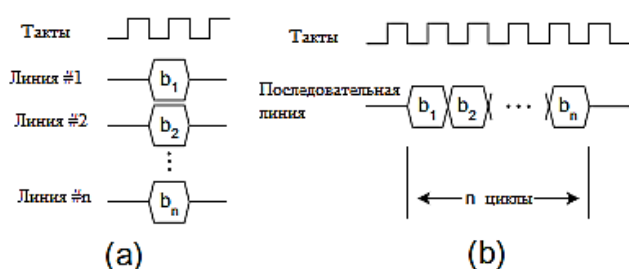 Такты
Линия #1
b1
Линия #2
b2
Линия #n
bn
(a)
Такты
Последовательная
линия
b1 b2 ... bn
n циклы
(b)